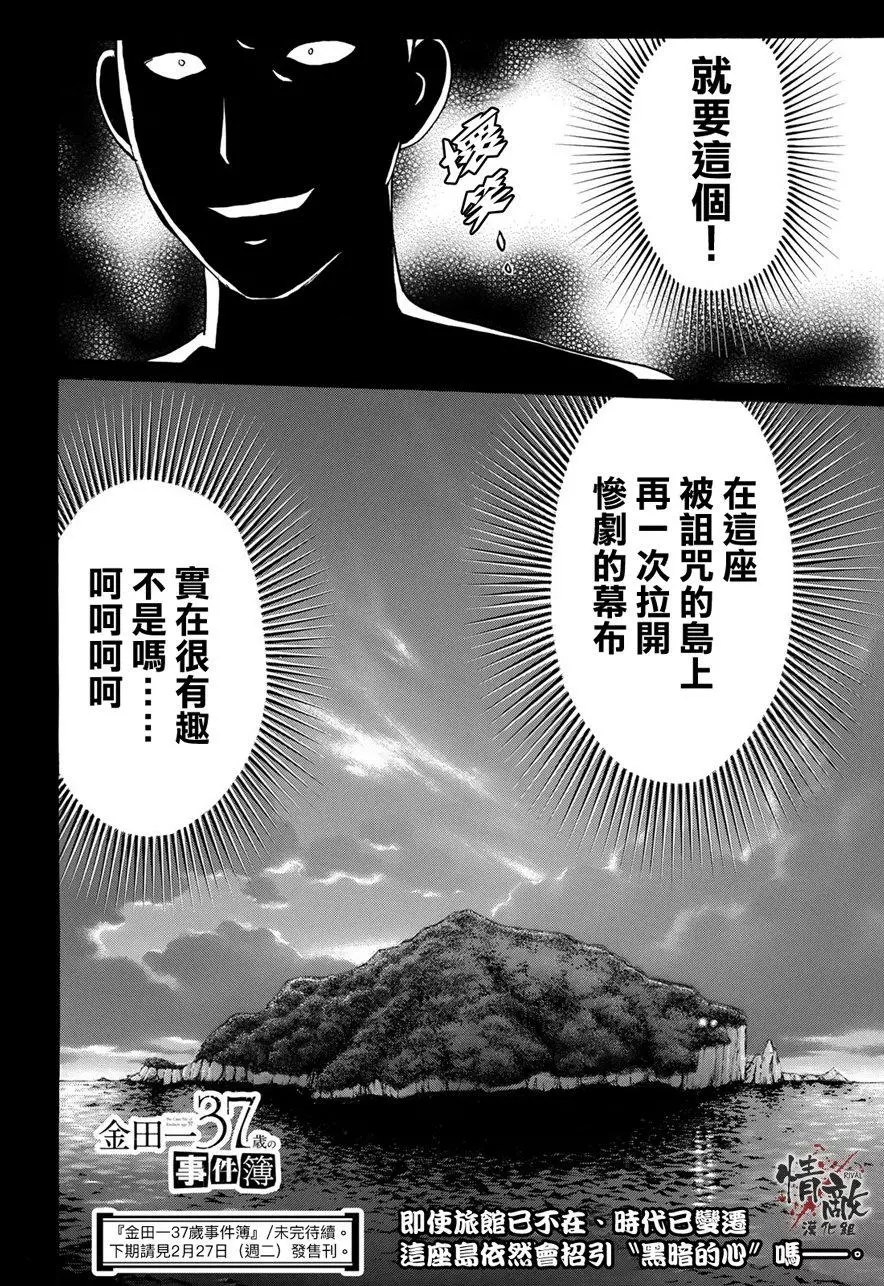 就要這個！
壞笑
在這座
被詛咒的島上
再一次拉開
慘劇的幕布
實在很有趣
不是嗎……
呵呵呵呵
金田一37歲の
事件簿
『金田一37歲事件簿』/未完待續。
下期請見2月27日（週二）發售刊。
即使旅館已不在、時代已變遷
這座島依然會招引〝黑暗的心〞嗎——。
情敵
RIVAL
漢化組